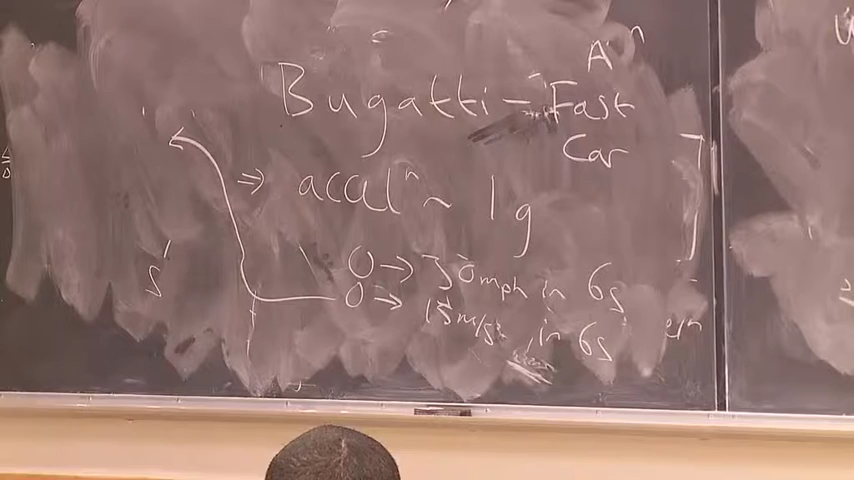 A
Bugatti - Fast
Car
⇒ accelⁿ ~ 1g
0 → 30mph in 6s
0 → 15m/s in 6s